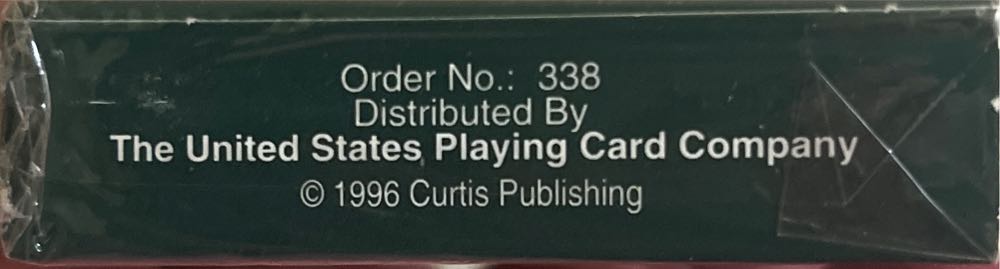 Order No.: 338
Distributed By
The United States Playing Card Company
© 1996 Curtis Publishing